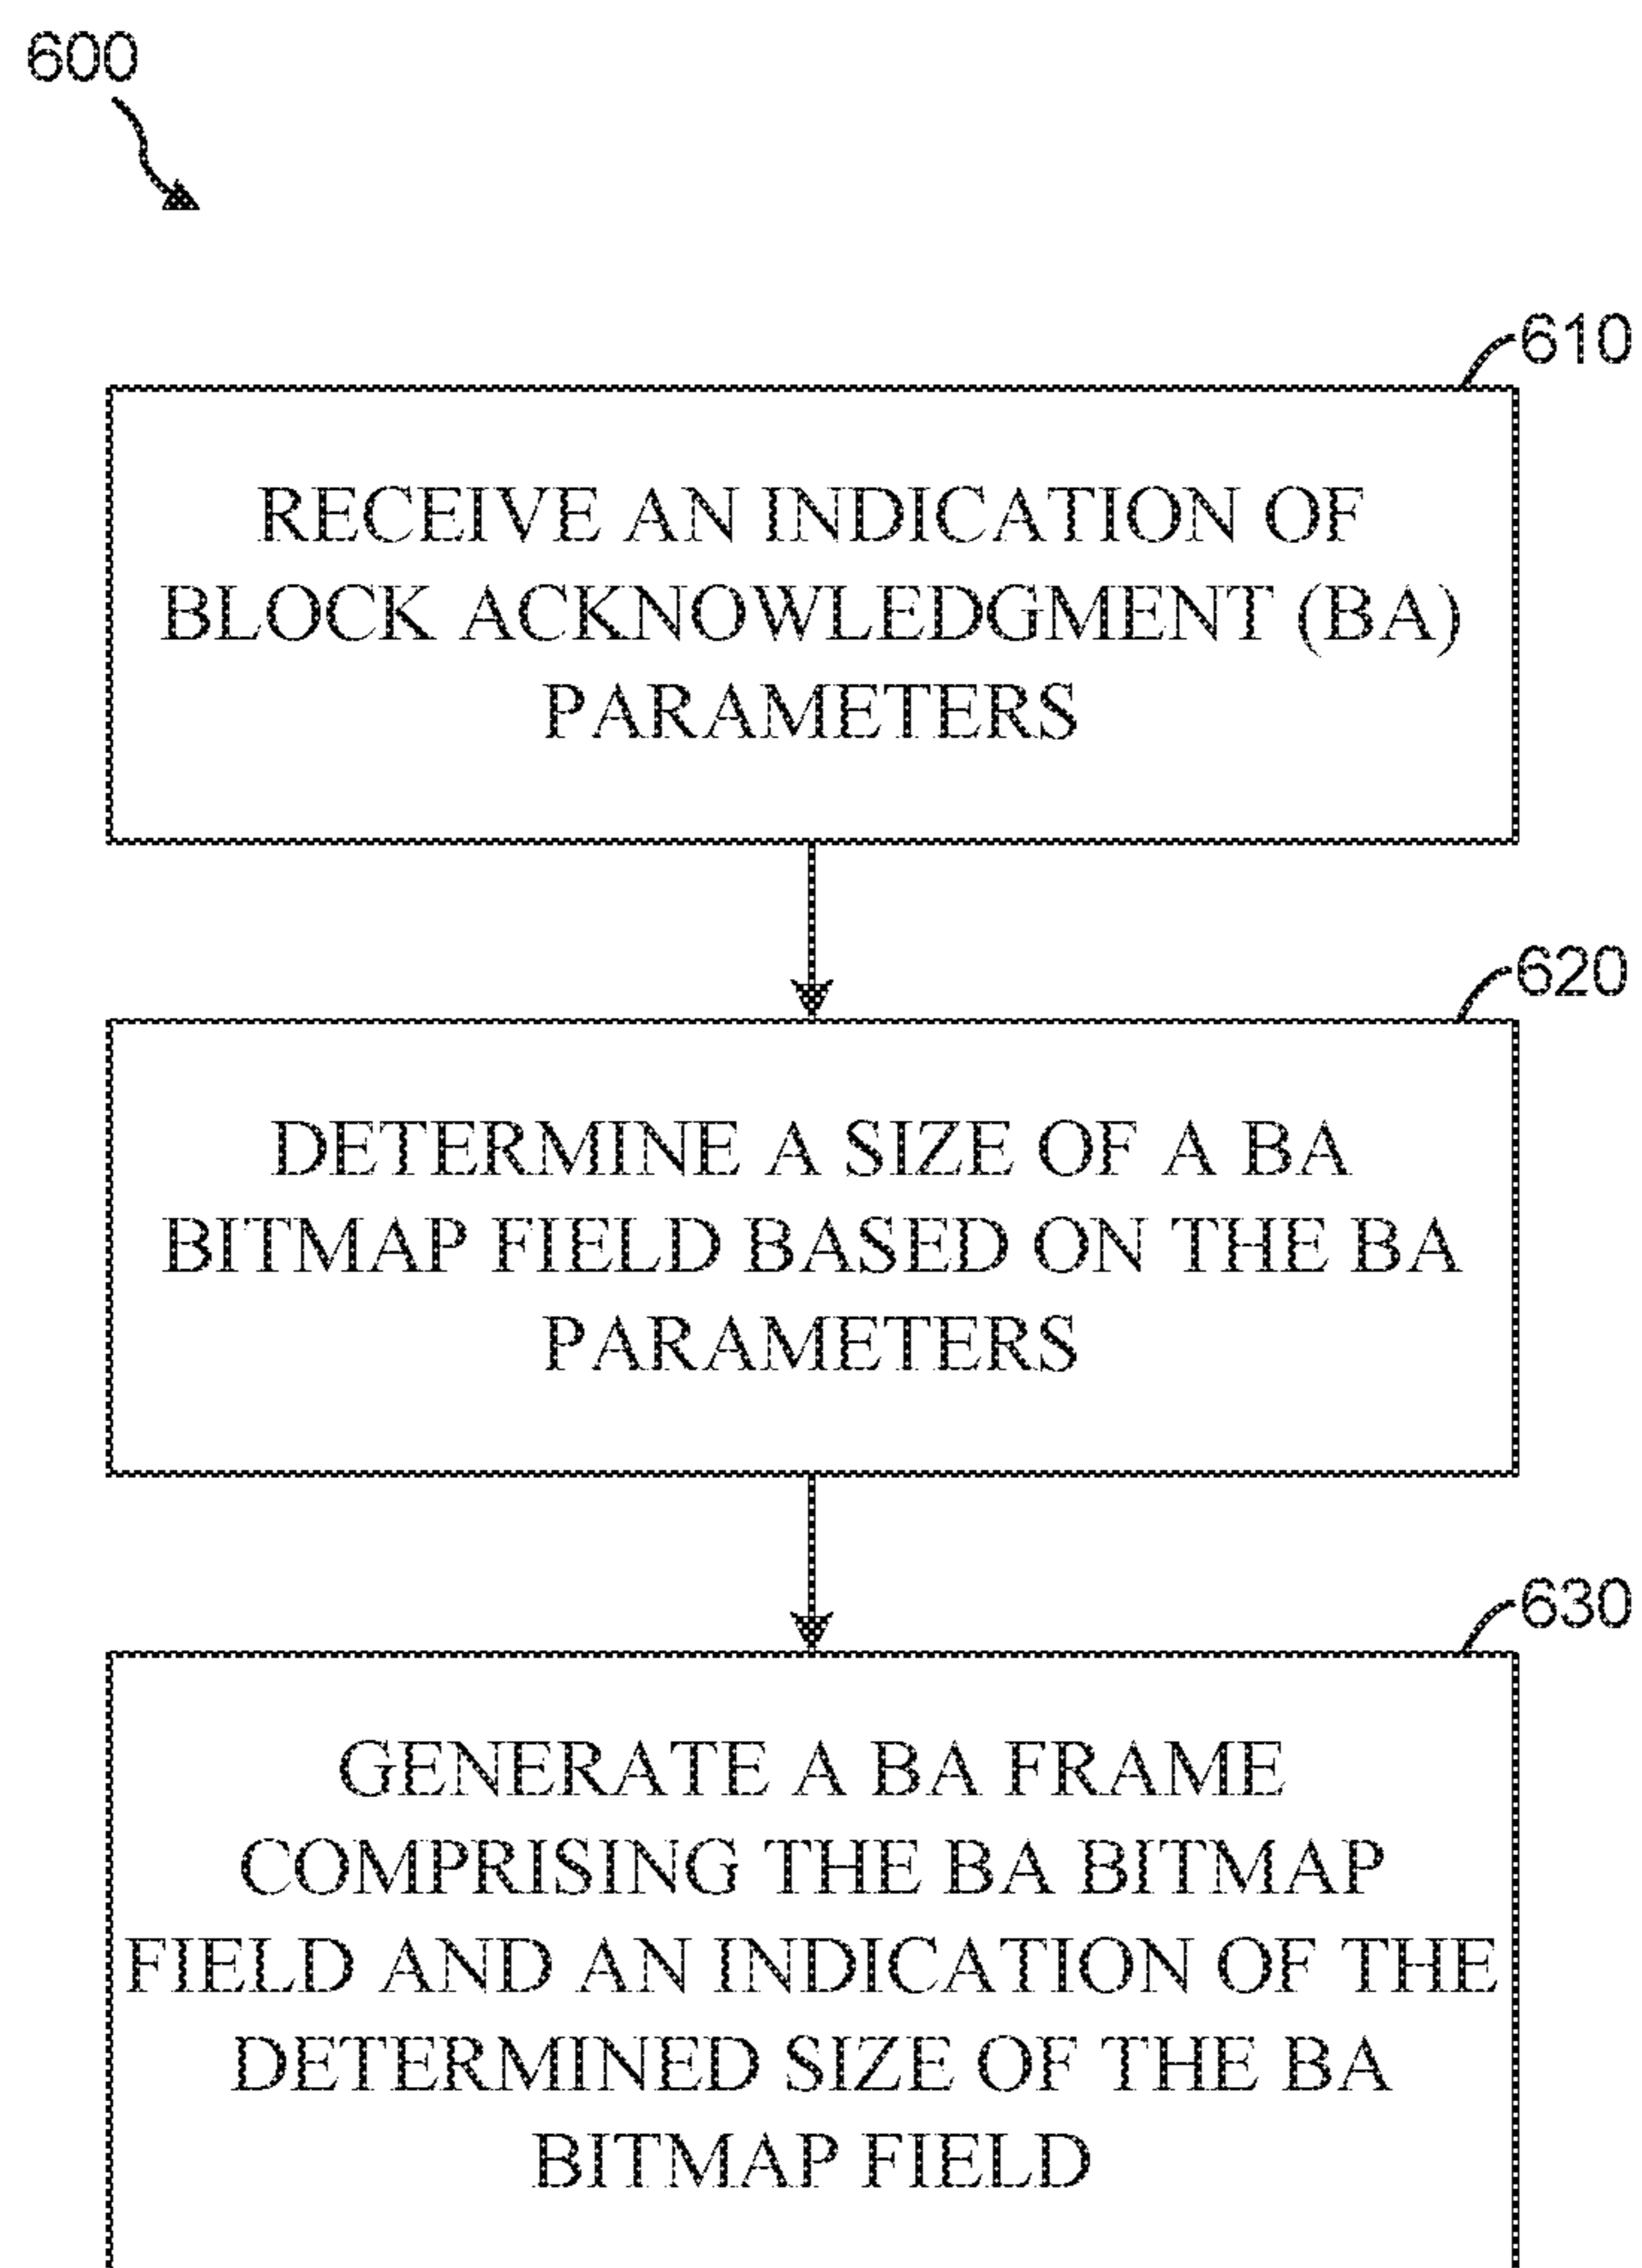 600
610
RECEIVE AN INDICATION OF
BLOCK ACKNOWLEDGMENT (BA)
PARAMETERS
620
DETERMINE A SIZE OF A BA
BITMAP FIELD BASED ON THE BA
PARAMETERS
630
GENERATE A BA FRAME
COMPRISING THE BA BITMAP
FIELD AND AN INDICATION OF THE
DETERMINED SIZE OF THE BA
BITMAP FIELD